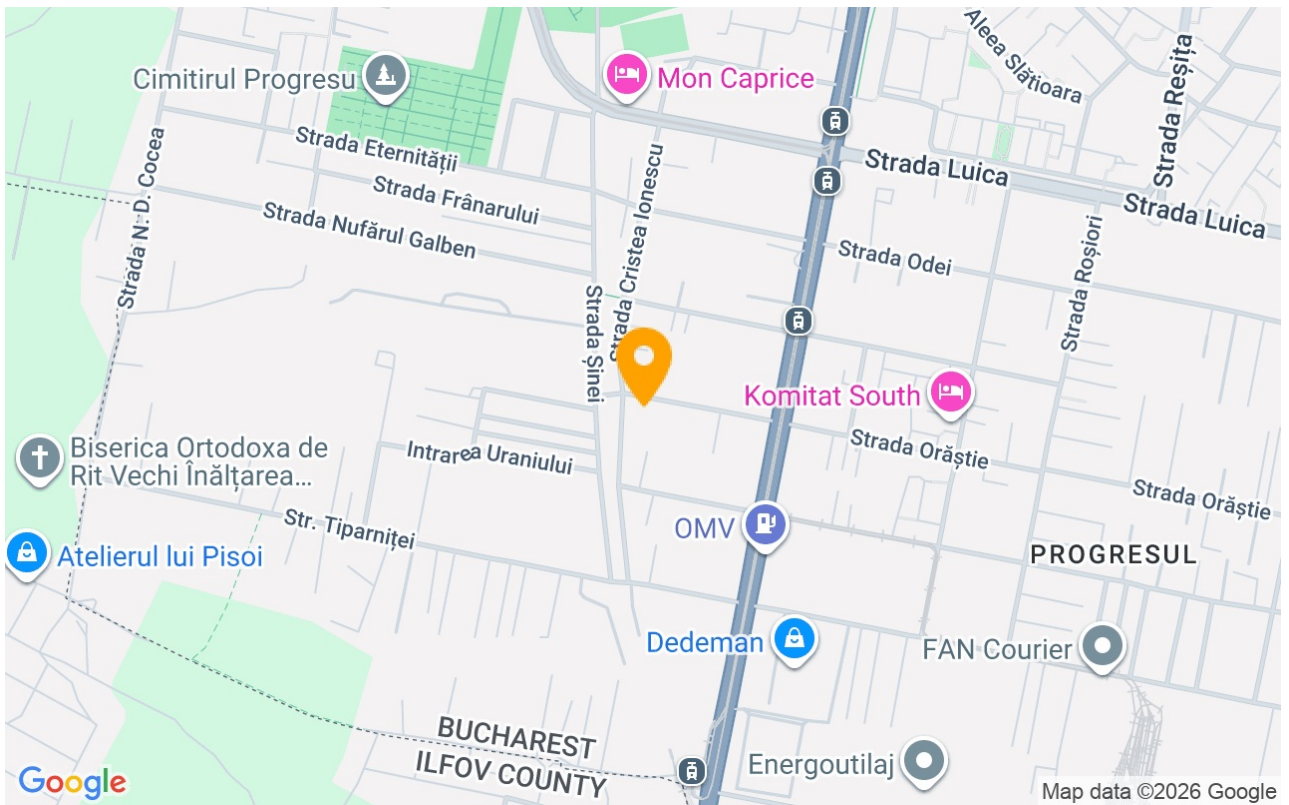 Aleea Slătioara
Cimitirul Progresu
Mon Caprice
Strada Reșița
Strada Eternității
Strada Luica
Strada N. D. Cocea
Strada Frânarului
Strada Cristea Ionescu
Strada Luica
Strada Nufărul Galben
Strada Odei
Strada Roșiori
Strada Șinei
Komitat South
Biserica Ortodoxa de
Rit Vechi Înălțarea...
Intrarea Uraniului
Strada Orăștie
Strada Orăștie
Str. Tiparniței
OMV
Atelierul lui Pisoi
PROGRESUL
Dedeman
FAN Courier
BUCHAREST
ILFOV COUNTY
Energoutilaj
Google
Map data ©2026 Google